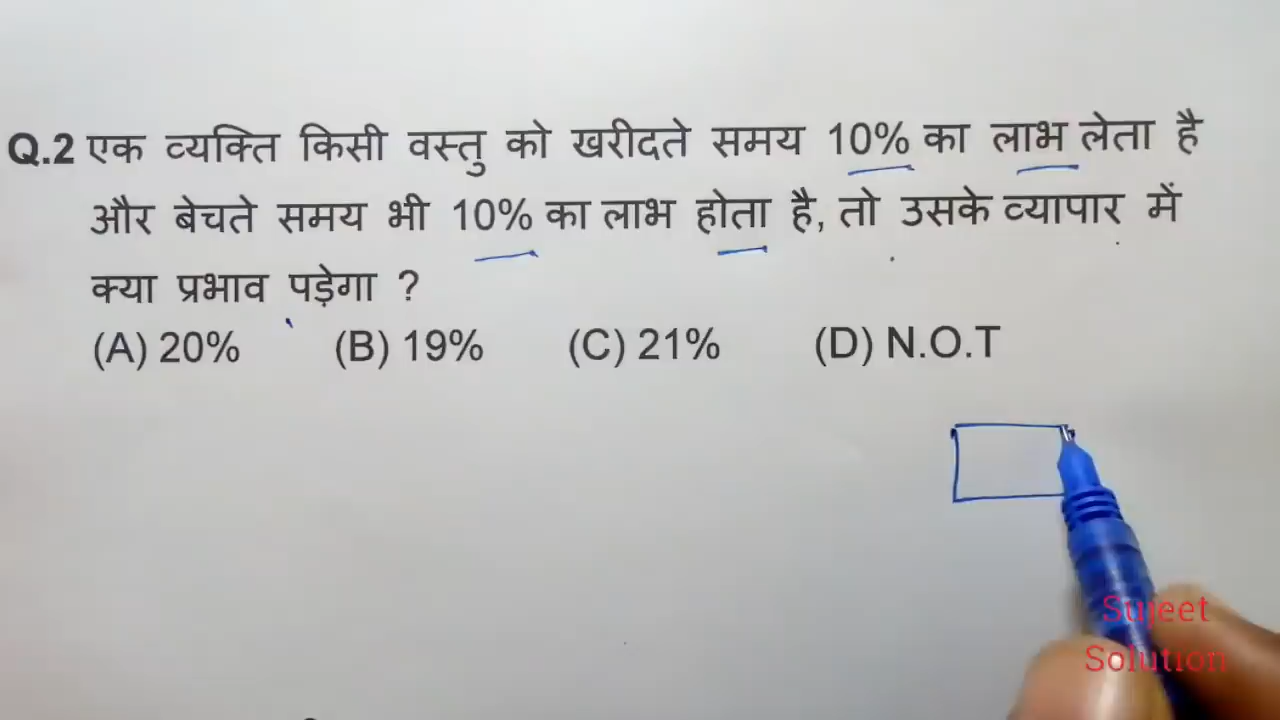 Q.2 एक व्यक्ति किसी वस्तु को खरीदते समय 10% का लाभ लेता है
और बेचते समय भी 10% का लाभ होता है, तो उसके व्यापार में
क्या प्रभाव पड़ेगा ?
(A) 20% (B) 19% (C) 21% (D) N.O.T
Sujeet
Solution